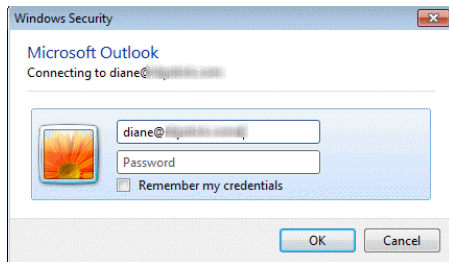 Windows Security
Microsoft Outlook
Connecting to diane@
diane@
Password
Remember my credentials
OK
Cancel